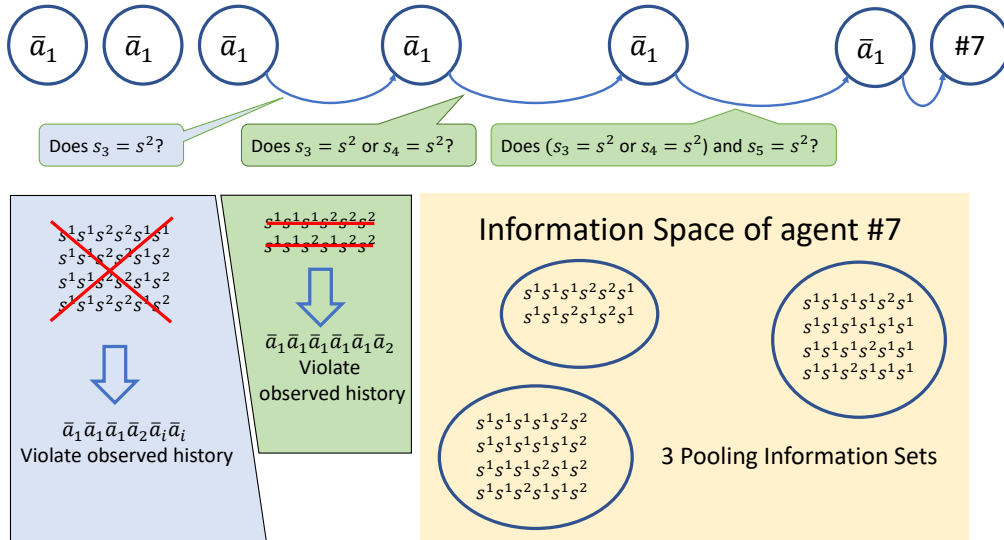 ā₁ ā₁ ā₁ ā₁ ā₁ ā₁ #7
Does s₃ = s²? Does s₃ = s² or s₄ = s²? Does (s₃ = s² or s₄ = s²) and s₅ = s²?
s¹s¹s²s²s¹s¹
s¹s¹s²s²s¹s²
s¹s¹s²s²s¹s²
s¹s¹s²s²s¹s²
ā₁ā₁ā₁ā₂āᵢāᵢ
Violate observed history
s¹s¹s¹s²s²s²
s¹s¹s²s¹s²s²
ā₁ā₁ā₁ā₁ā₁ā₂
Violate
observed history
Information Space of agent #7
s¹s¹s¹s²s²s¹
s¹s¹s²s¹s²s¹
s¹s¹s¹s¹s²s¹
s¹s¹s¹s¹s¹s¹
s¹s¹s¹s²s¹s¹
s¹s¹s²s¹s¹s¹
s¹s¹s¹s¹s²s²
s¹s¹s¹s¹s¹s²
s¹s¹s¹s²s¹s²
s¹s¹s²s¹s¹s²
3 Pooling Information Sets